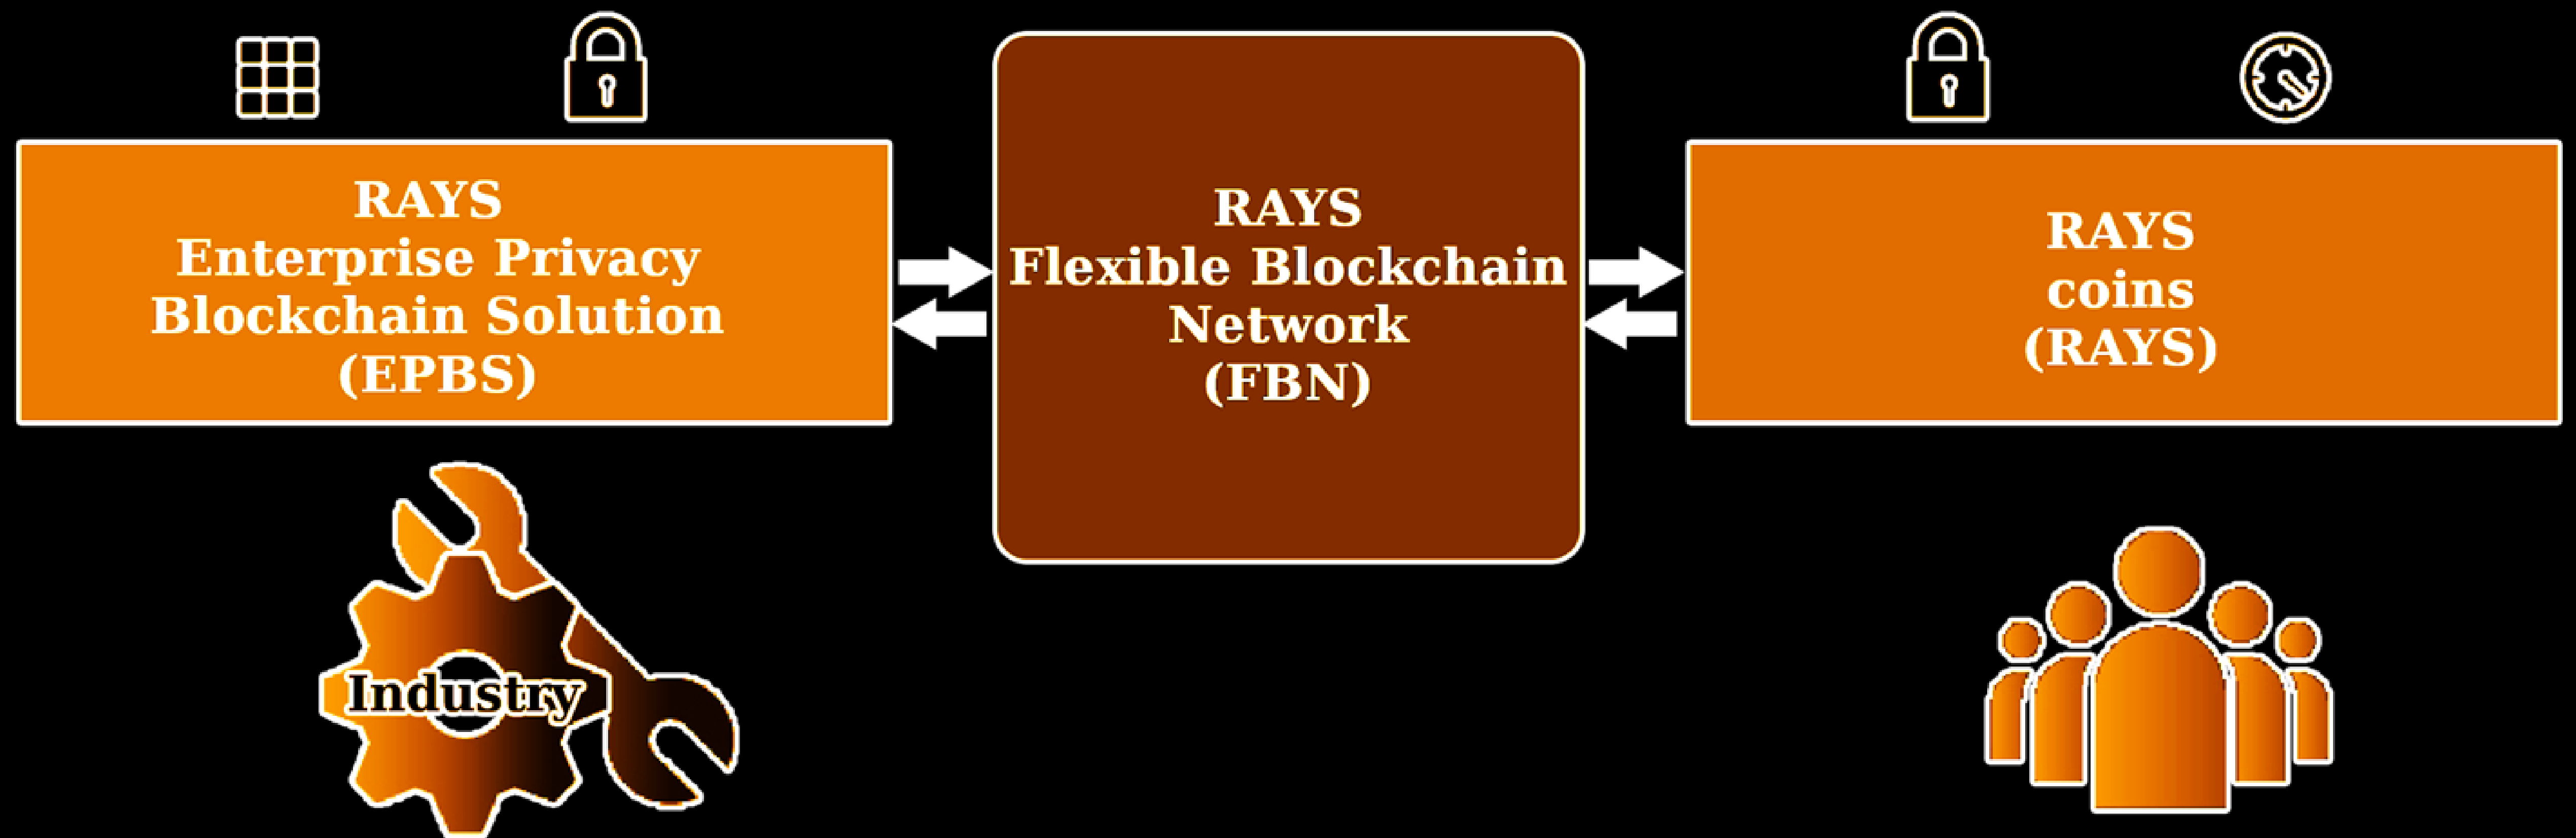 RAYS
Enterprise Privacy
Blockchain Solution
(EPBS)
RAYS
Flexible Blockchain
Network
(FBN)
RAYS
coins
(RAYS)
Industry